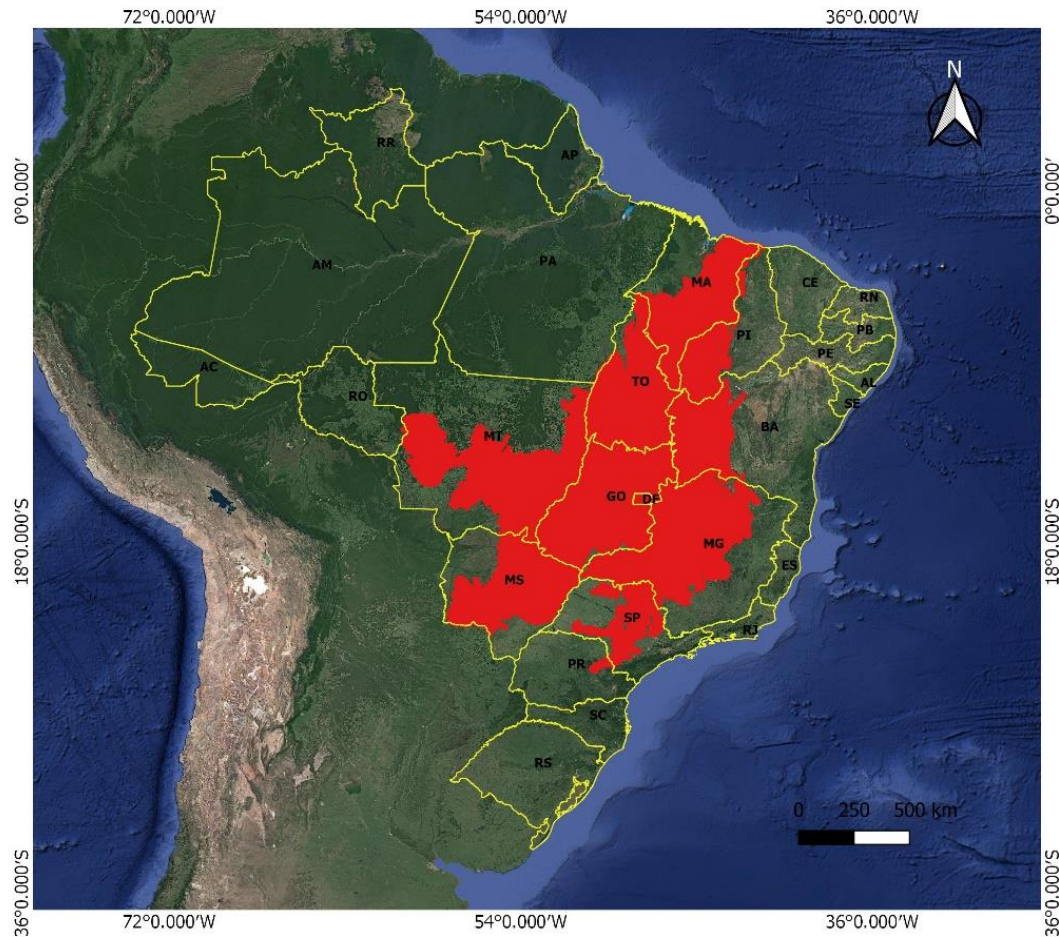 72°0.000'W 54°0.000'W 36°0.000'W
N
RR
AP
0°0.000' 0°0.000'
AM
PA
MA
CE
RN
PB
PI
PE
AC
TO
AL
RO
SE
BA
MT
GO
DF
MG
18°0.000'S 18°0.000'S
ES
MS
SP
RJ
PR
SC
RS
0 250 500 km
36°0.000'S 36°0.000'S
72°0.000'W 54°0.000'W 36°0.000'W